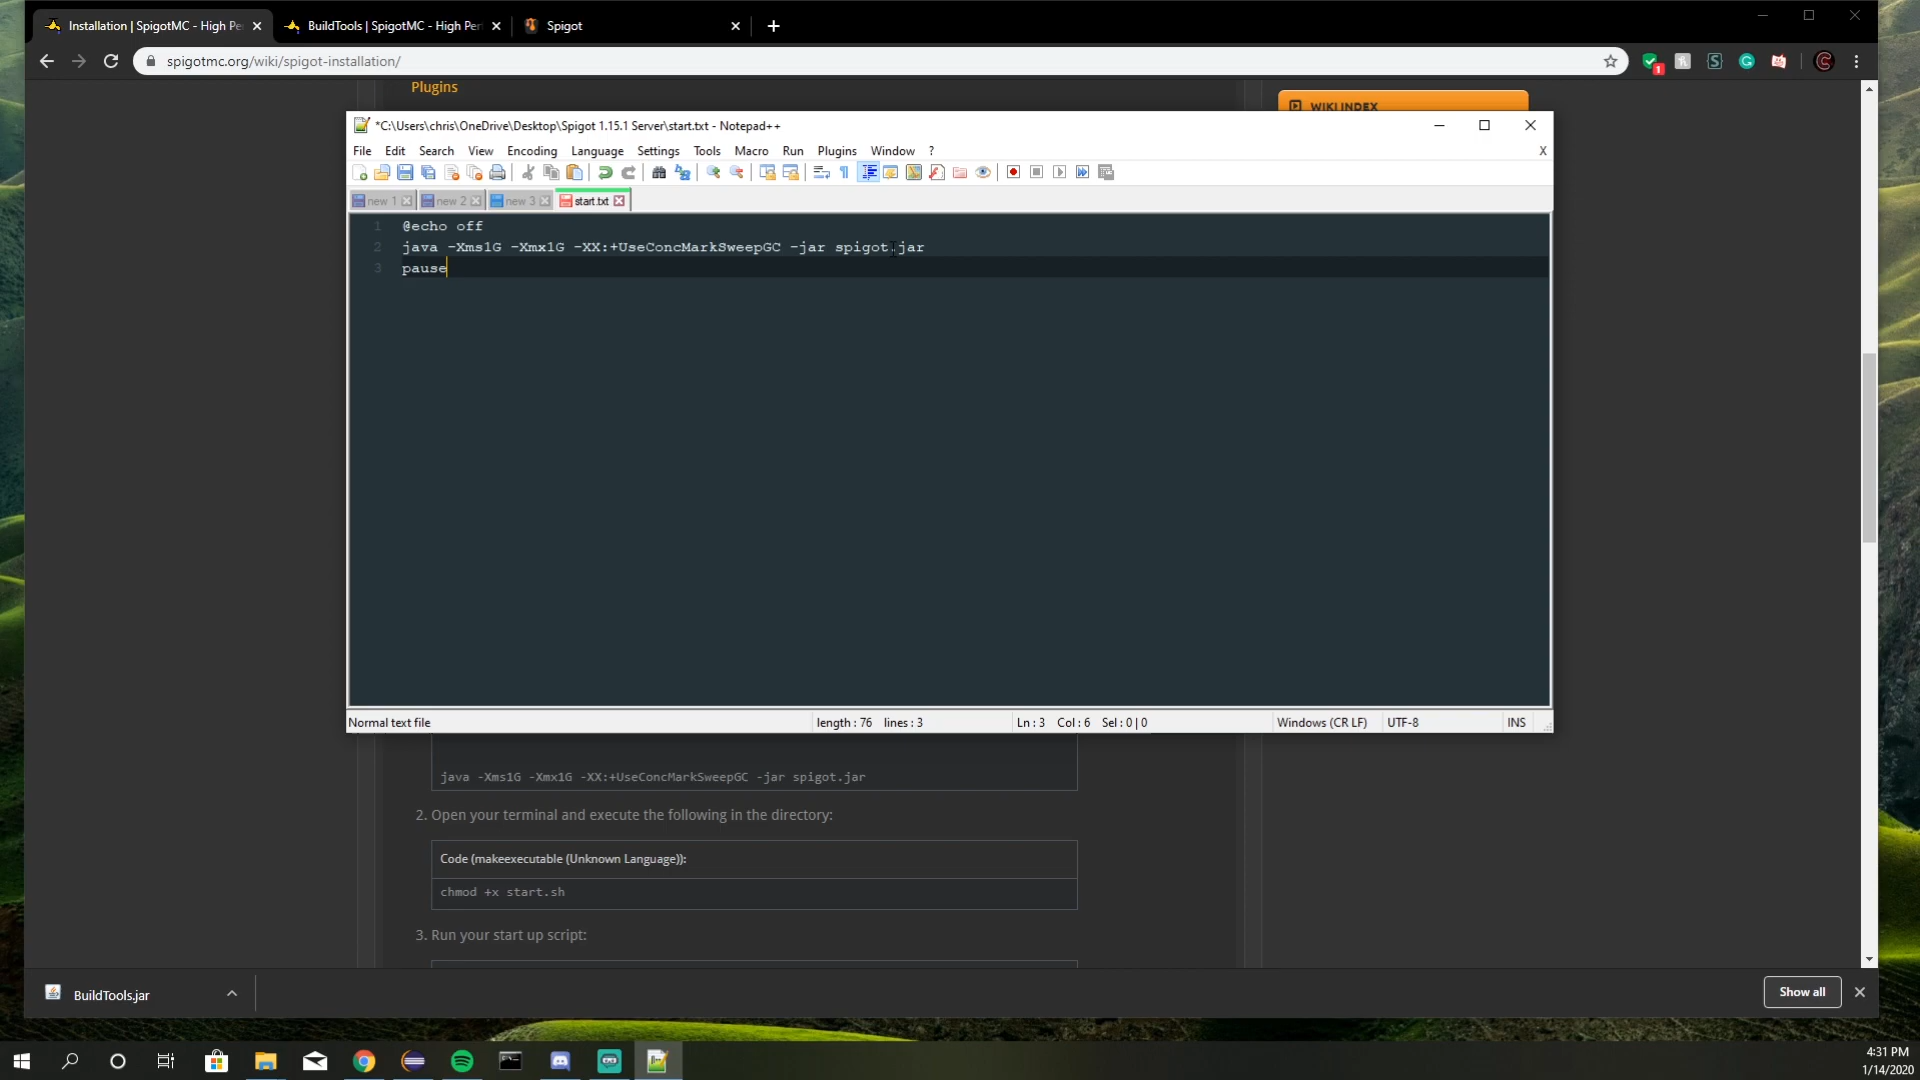 Installation | SpigotMC - High Pe
BuildTools | SpigotMC - High Per
Spigot
spigotmc.org/wiki/spigot-installation/
1
C
Plugins
WIKI INDEX
*C:\Users\chris\OneDrive\Desktop\Spigot 1.15.1 Server\start.txt - Notepad++
File Edit Search View Encoding Language Settings Tools Macro Run Plugins Window ?
X
new 1
new 2
new 3
start.txt
1 @echo off
2 java -Xms1G -Xmx1G -XX:+UseConcMarkSweepGC -jar spigot.jar
3 pause
Normal text file
length : 76 lines : 3
Ln : 3 Col : 6 Sel : 0 | 0
Windows (CR LF)
UTF-8
INS
java -Xms1G -Xmx1G -XX:+UseConcMarkSweepGC -jar spigot.jar
2. Open your terminal and execute the following in the directory:
Code (makeexecutable (Unknown Language)):
chmod +x start.sh
3. Run your start up script:
BuildTools.jar
Show all
4:31 PM
1/14/2020